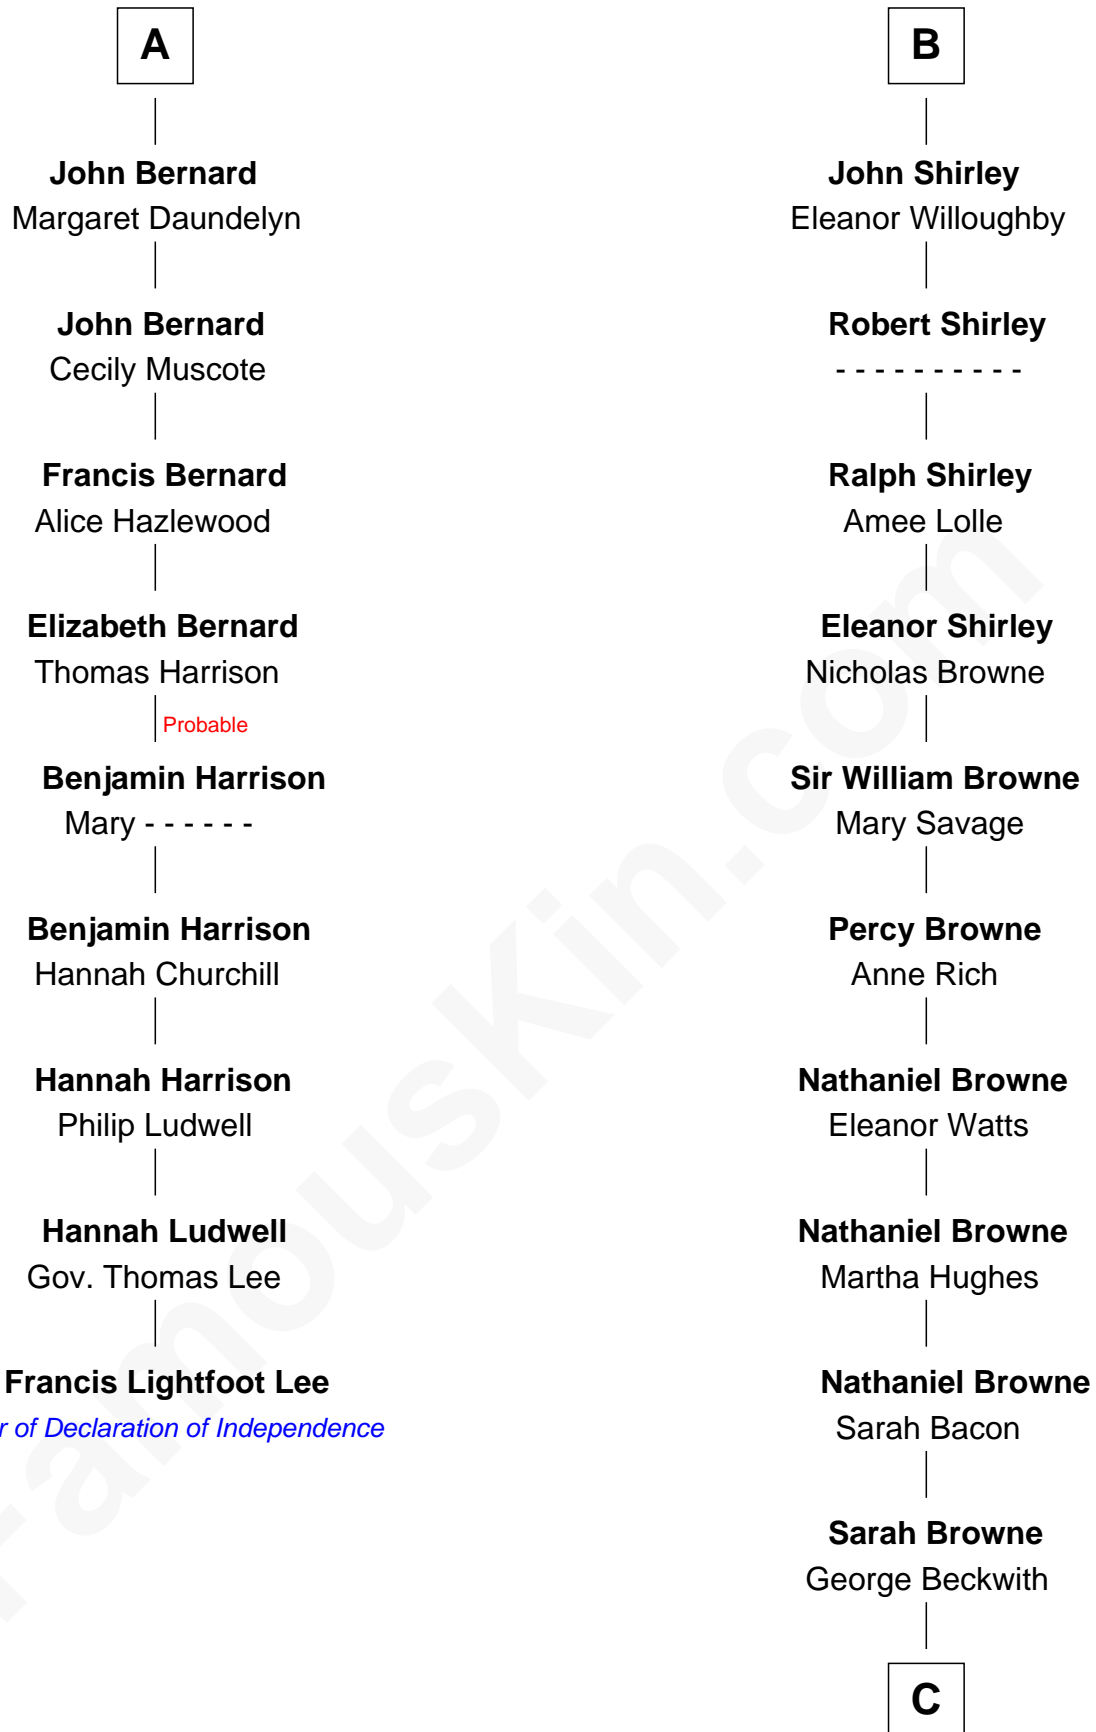 A
John Bernard
Margaret Daundelyn
John Bernard
Cecily Muscote
Francis Bernard
Alice Hazlewood
Elizabeth Bernard
Thomas Harrison
Probable
Benjamin Harrison
Mary - - - - - -
Benjamin Harrison
Hannah Churchill
Hannah Harrison
Philip Ludwell
Hannah Ludwell
Gov. Thomas Lee
Francis Lightfoot Lee
of Declaration of Independence
B
John Shirley
Eleanor Willoughby
Robert Shirley
- - - - - - - - - -
Ralph Shirley
Amee Lolle
Eleanor Shirley
Nicholas Browne
Sir William Browne
Mary Savage
Percy Browne
Anne Rich
Nathaniel Browne
Eleanor Watts
Nathaniel Browne
Martha Hughes
Nathaniel Browne
Sarah Bacon
Sarah Browne
George Beckwith
C
FamousKin.com